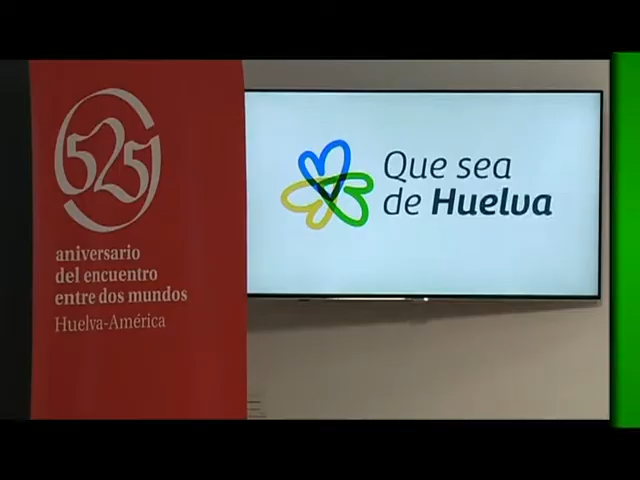 525
aniversario
del encuentro
entre dos mundos
Huelva-América
Que sea
de Huelva